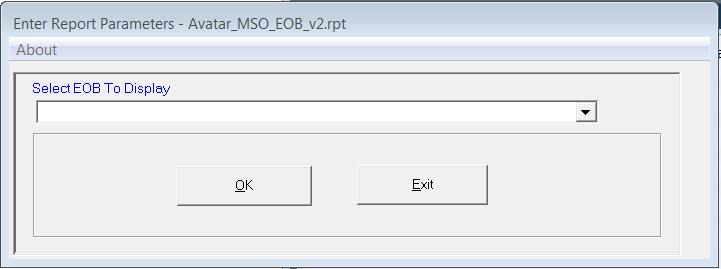 Enter Report Parameters - Avatar_MSO_EOB_v2.rpt
About
Select EOB To Display
OK
Exit